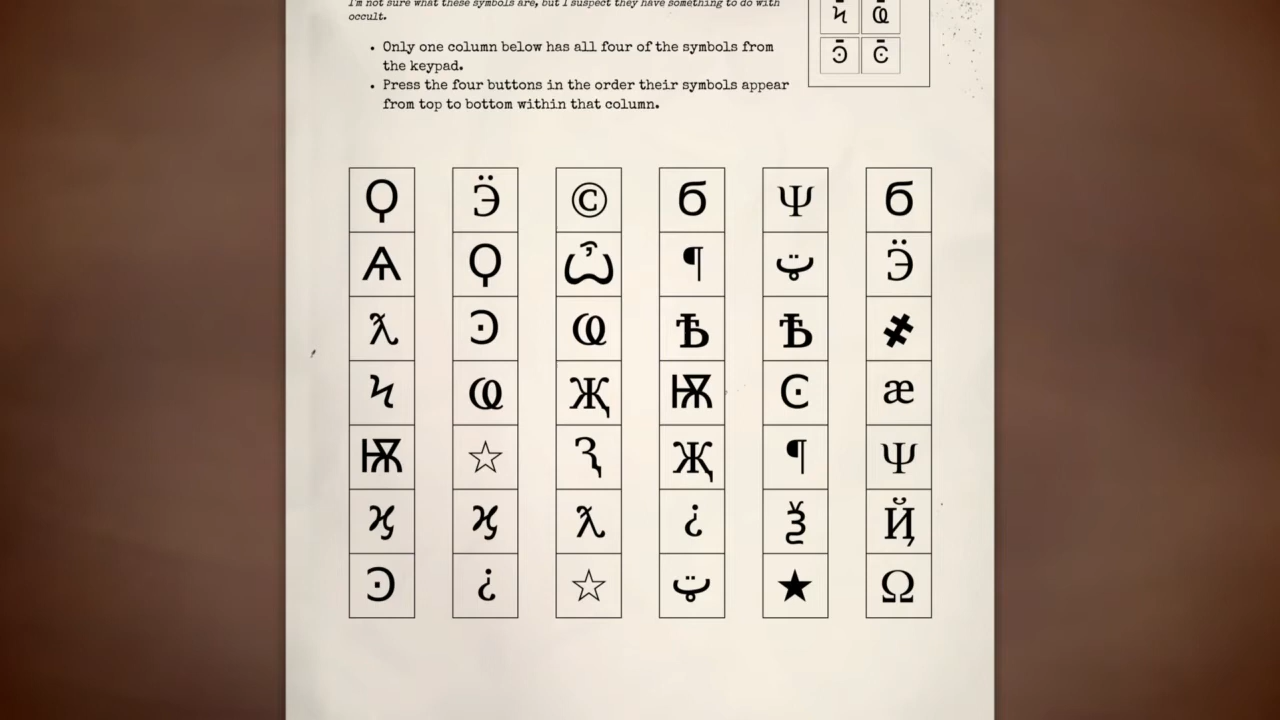 I'm not sure what these symbols are, but I suspect they have something to do with
occult.
• Only one column below has all four of the symbols from
the keypad.
• Press the four buttons in the order their symbols appear
from top to bottom within that column.
Ϟ Ҩ
Ͽ Ͼ
Ϙ Ӭ © б Ψ б
Ѧ Ϙ Ѽ ¶ ټ Ӭ
ƛ Ͽ Ҩ Ѣ Ѣ ҂
Ϟ Ҩ Җ Ѭ Ͼ æ
Ѭ ☆ Ԇ Җ ¶ Ψ
ϗ ϗ ƛ ¿ Ѯ Ҋ
Ͽ ¿ ☆ ټ ★ Ω